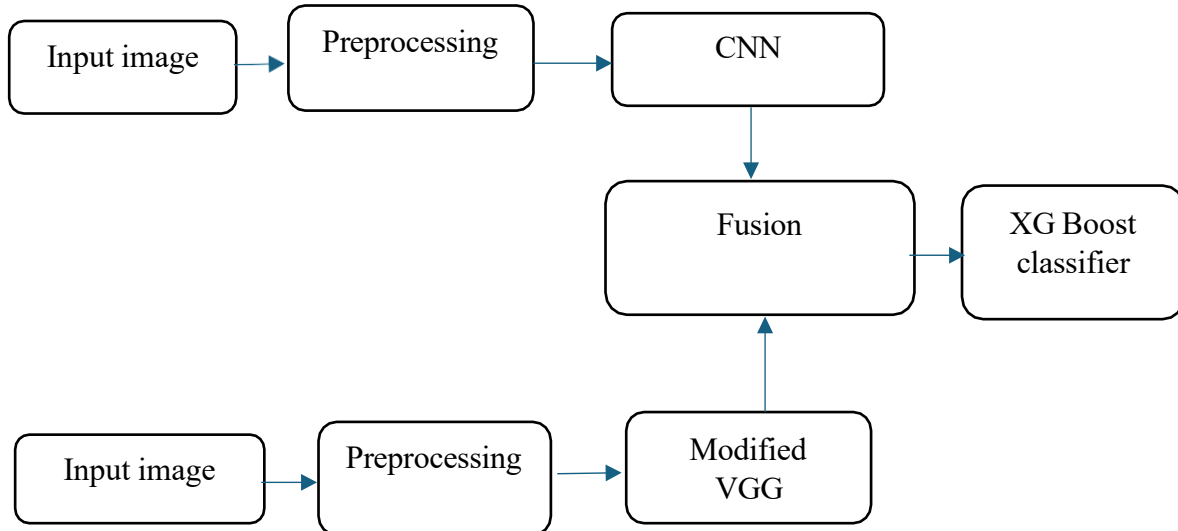 Input image
Preprocessing
CNN
Fusion
XG Boost
classifier
Input image
Preprocessing
Modified
VGG